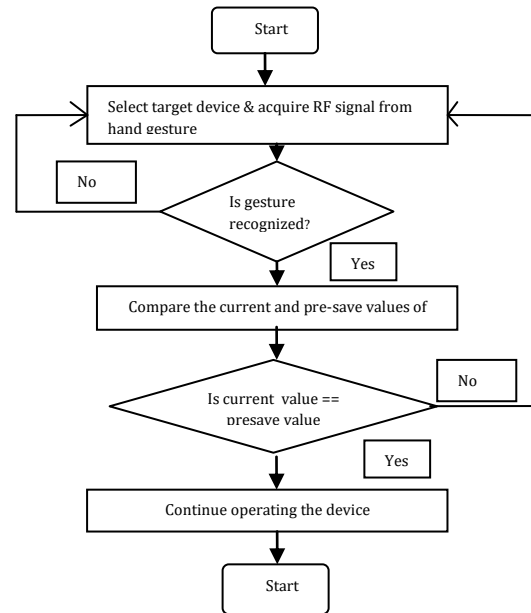 Start
Select target device & acquire RF signal from
hand gesture
No
Is gesture
recognized?
Yes
Compare the current and pre-save values of
Is current value ==
presave value
No
Yes
Continue operating the device
Start